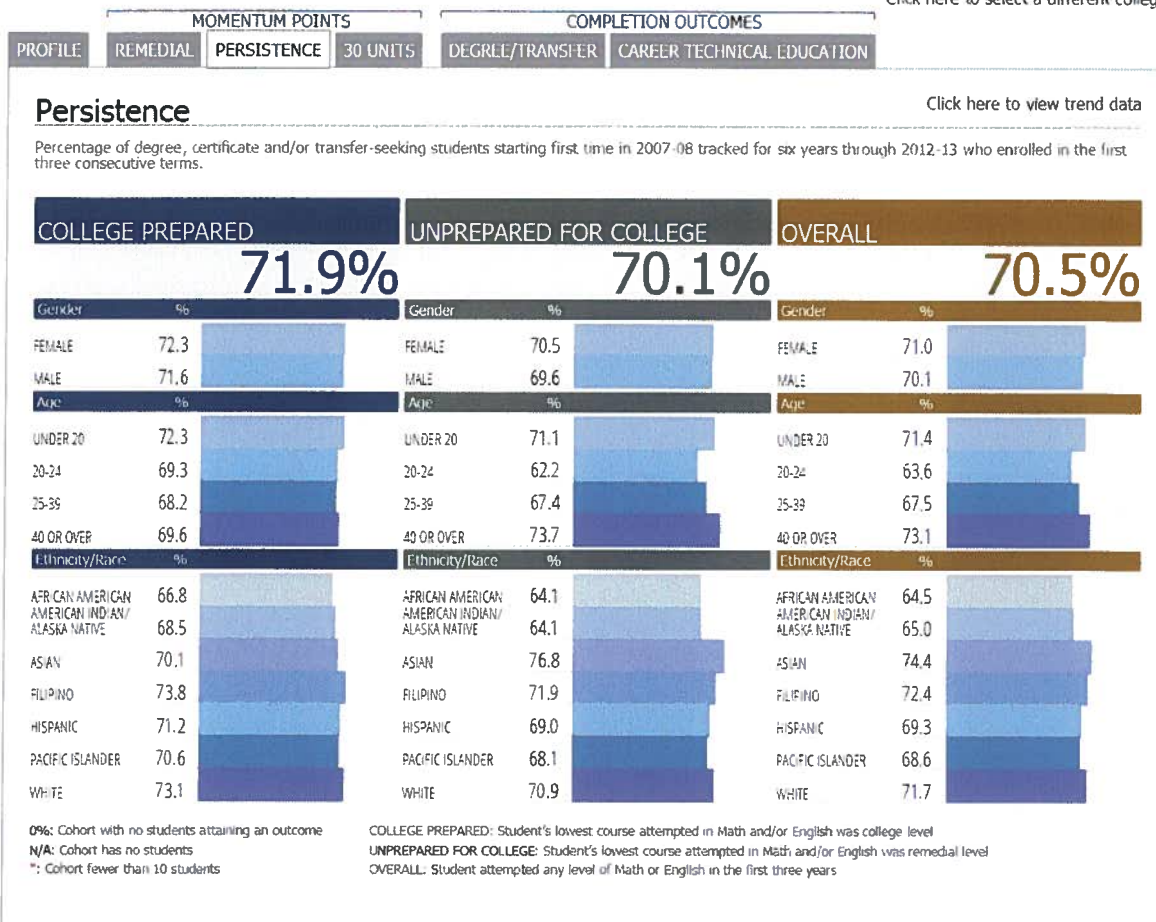 Click here to select a different colleg
MOMENTUM POINTS
COMPLETION OUTCOMES
PROFILE
REMEDIAL
PERSISTENCE
30 UNITS
DEGREE/TRANSFER
CAREER TECHNICAL EDUCATION
Persistence
Click here to view trend data
Percentage of degree, certificate and/or transfer-seeking students starting first time in 2007-08 tracked for six years through 2012-13 who enrolled in the first
three consecutive terms.
COLLEGE PREPARED
71.9%
Gender %
FEMALE 72.3
MALE 71.6
Age %
UNDER 20 72.3
20-24 69.3
25-39 68.2
40 OR OVER 69.6
Ethnicity/Race %
AFRICAN AMERICAN 66.8
AMERICAN INDIAN/
ALASKA NATIVE 68.5
ASIAN 70.1
FILIPINO 73.8
HISPANIC 71.2
PACIFIC ISLANDER 70.6
WHITE 73.1
UNPREPARED FOR COLLEGE
70.1%
Gender %
FEMALE 70.5
MALE 69.6
Age %
UNDER 20 71.1
20-24 62.2
25-39 67.4
40 OR OVER 73.7
Ethnicity/Race %
AFRICAN AMERICAN 64.1
AMERICAN INDIAN/
ALASKA NATIVE 64.1
ASIAN 76.8
FILIPINO 71.9
HISPANIC 69.0
PACIFIC ISLANDER 68.1
WHITE 70.9
OVERALL
70.5%
Gender %
FEMALE 71.0
MALE 70.1
Age %
UNDER 20 71.4
20-24 63.6
25-39 67.5
40 OR OVER 73.1
Ethnicity/Race %
AFRICAN AMERICAN 64.5
AMERICAN INDIAN/
ALASKA NATIVE 65.0
ASIAN 74.4
FILIPINO 72.4
HISPANIC 69.3
PACIFIC ISLANDER 68.6
WHITE 71.7
0%: Cohort with no students attaining an outcome
N/A: Cohort has no students
*: Cohort fewer than 10 students
COLLEGE PREPARED: Student's lowest course attempted in Math and/or English was college level
UNPREPARED FOR COLLEGE: Student's lowest course attempted in Math and/or English was remedial level
OVERALL: Student attempted any level of Math or English in the first three years